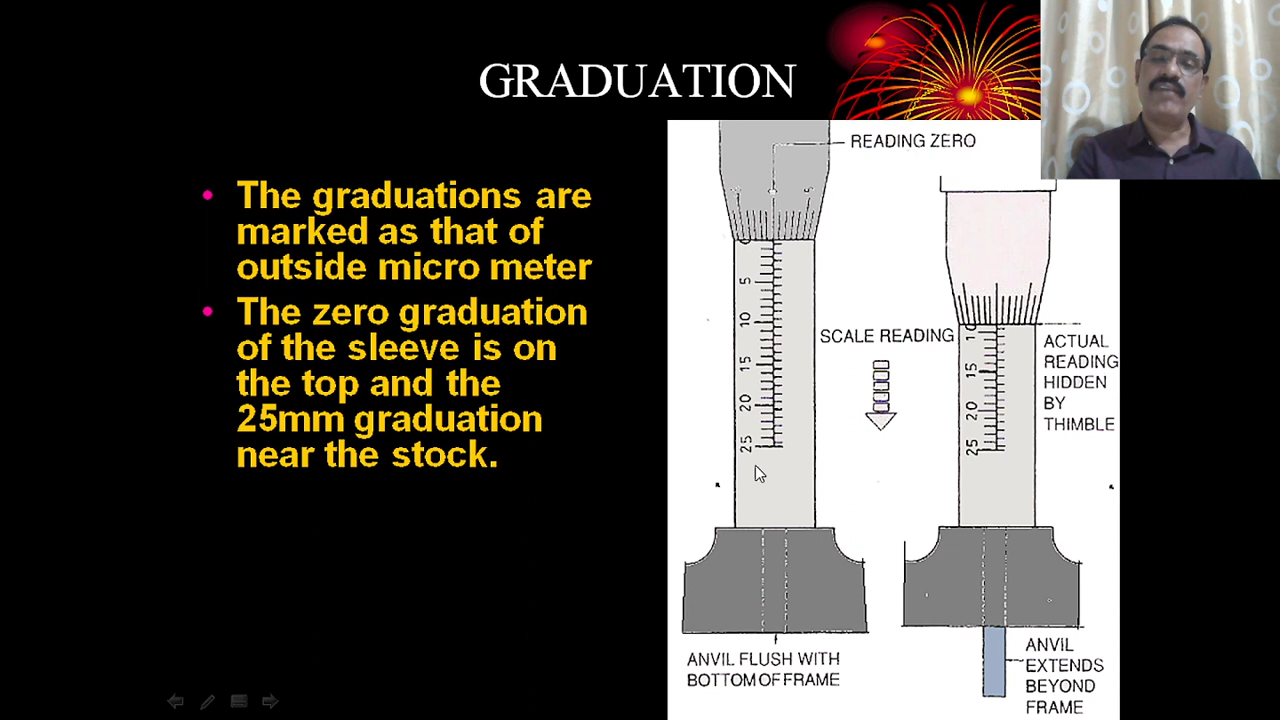 GRADUATION
• The graduations are
marked as that of
outside micro meter
• The zero graduation
of the sleeve is on
the top and the
25mm graduation
near the stock.
READING ZERO
0
5
10
15
20
25
SCALE READING
10
15
20
25
ACTUAL
READING
HIDDEN
BY
THIMBLE
ANVIL FLUSH WITH
BOTTOM OF FRAME
ANVIL
EXTENDS
BEYOND
FRAME